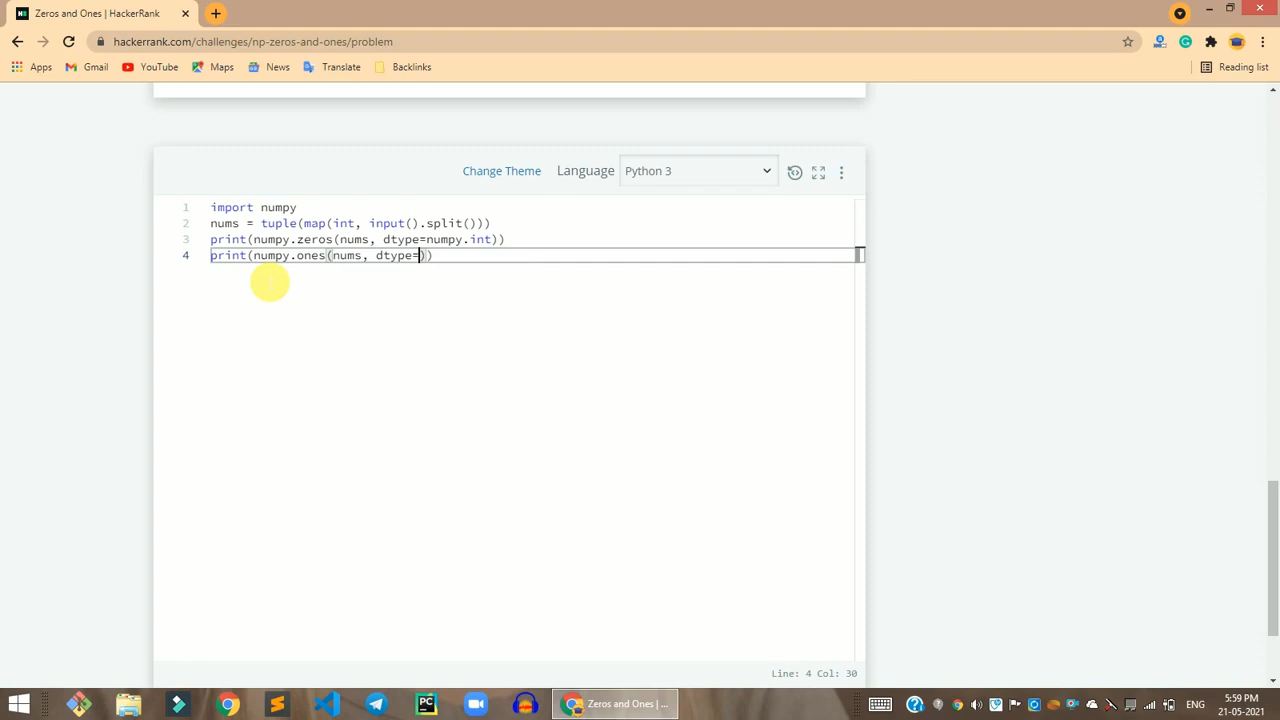 Zeros and Ones | HackerRank
hackerrank.com/challenges/np-zeros-and-ones/problem
Apps Gmail YouTube Maps News Translate Backlinks Reading list
Change Theme Language Python 3
1 import numpy
2 nums = tuple(map(int, input().split()))
3 print(numpy.zeros(nums, dtype=numpy.int))
4 print(numpy.ones(nums, dtype=))
Line: 4 Col: 30
Zeros and Ones | ...
ENG
5:59 PM
21-05-2021